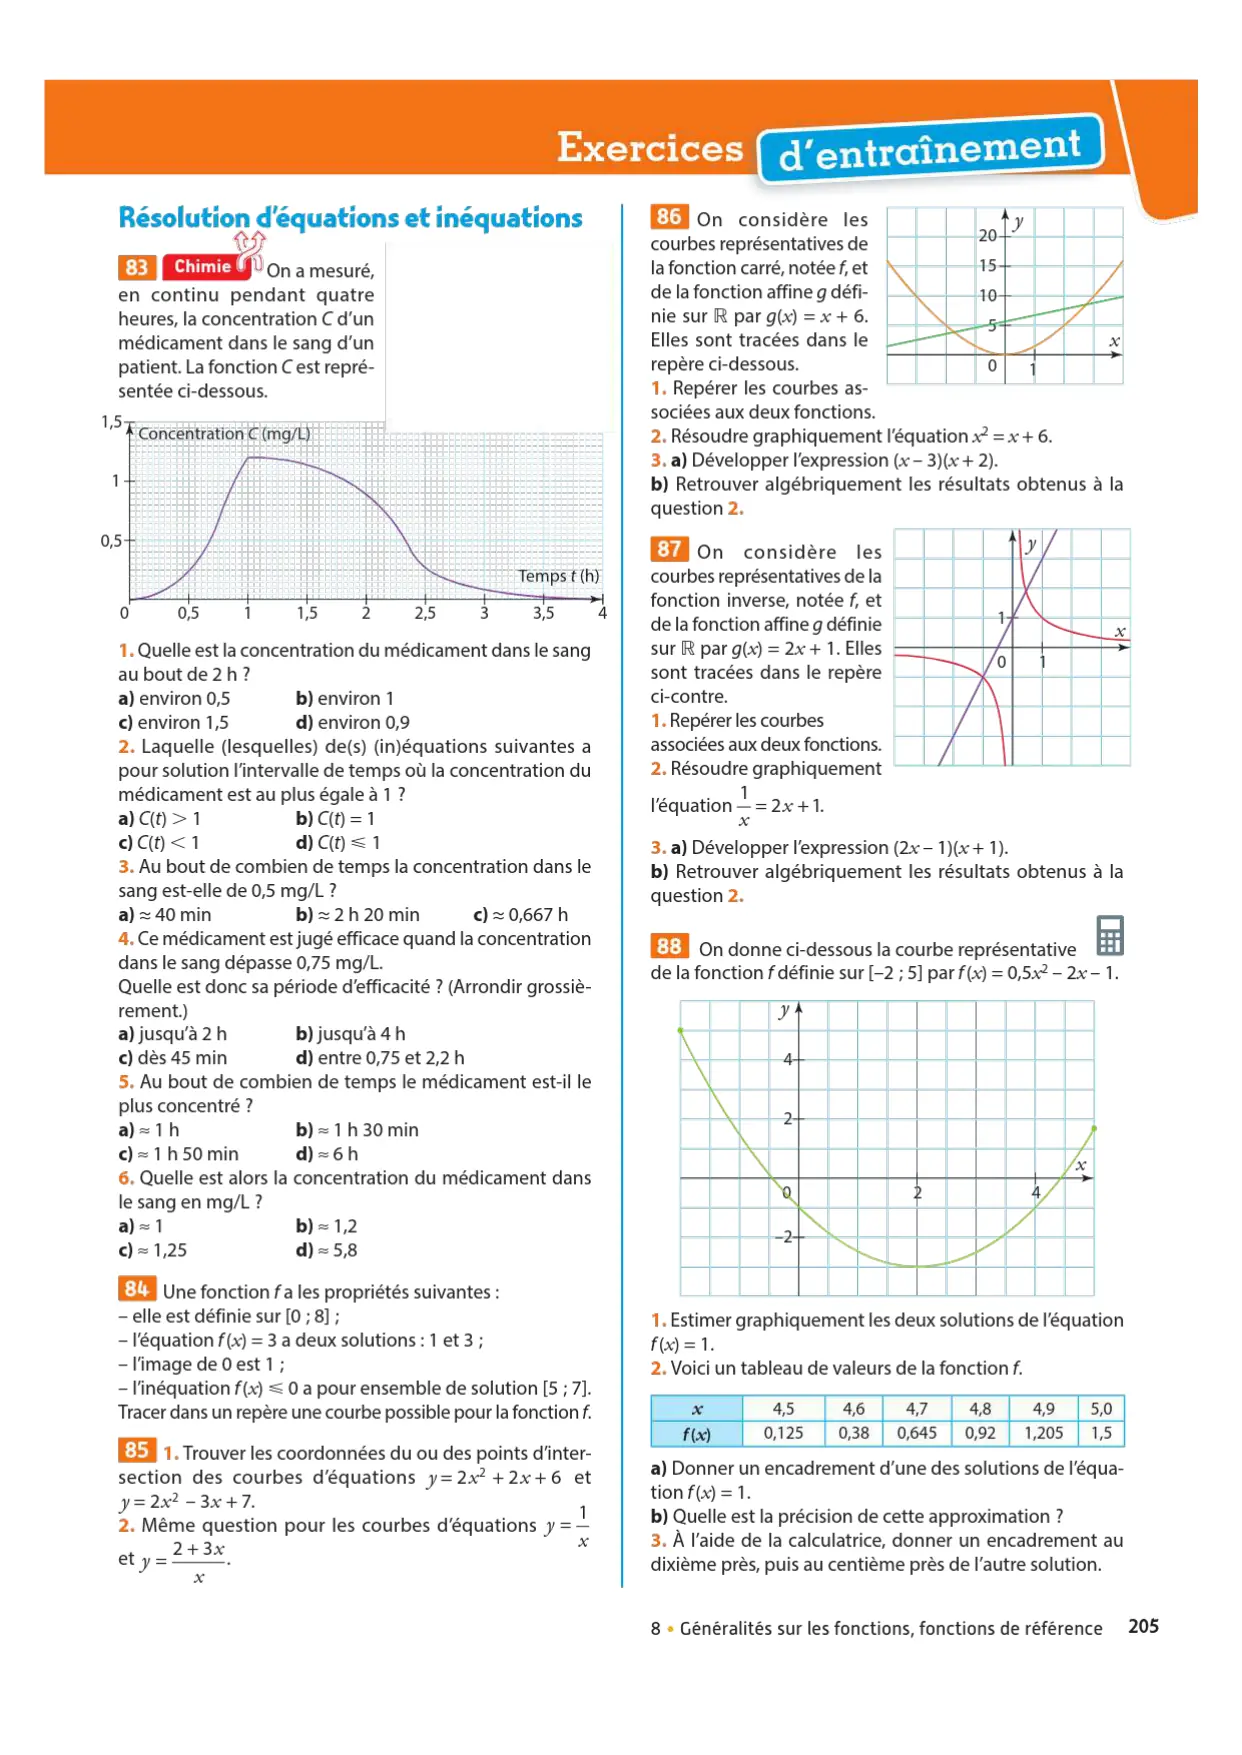 Exercices d'entraînement
Résolution d'équations et inéquations
83 Chimie On a mesuré,
en continu pendant quatre
heures, la concentration C d'un
médicament dans le sang d'un
patient. La fonction C est repré-
sentée ci-dessous.
1,5
Concentration C (mg/L)
1
0,5
Temps t (h)
0 0,5 1 1,5 2 2,5 3 3,5 4
1. Quelle est la concentration du médicament dans le sang
au bout de 2 h ?
a) environ 0,5 b) environ 1
c) environ 1,5 d) environ 0,9
2. Laquelle (lesquelles) de(s) (in)équations suivantes a
pour solution l'intervalle de temps où la concentration du
médicament est au plus égale à 1 ?
a) C(t) > 1 b) C(t) = 1
c) C(t) < 1 d) C(t) ⩽ 1
3. Au bout de combien de temps la concentration dans le
sang est-elle de 0,5 mg/L ?
a) ≈ 40 min b) ≈ 2 h 20 min c) ≈ 0,667 h
4. Ce médicament est jugé efficace quand la concentration
dans le sang dépasse 0,75 mg/L.
Quelle est donc sa période d'efficacité ? (Arrondir grossiè-
rement.)
a) jusqu'à 2 h b) jusqu'à 4 h
c) dès 45 min d) entre 0,75 et 2,2 h
5. Au bout de combien de temps le médicament est-il le
plus concentré ?
a) ≈ 1 h b) ≈ 1 h 30 min
c) ≈ 1 h 50 min d) ≈ 6 h
6. Quelle est alors la concentration du médicament dans
le sang en mg/L ?
a) ≈ 1 b) ≈ 1,2
c) ≈ 1,25 d) ≈ 5,8
84 Une fonction f a les propriétés suivantes :
– elle est définie sur [0 ; 8] ;
– l'équation f(x) = 3 a deux solutions : 1 et 3 ;
– l'image de 0 est 1 ;
– l'inéquation f(x) ⩽ 0 a pour ensemble de solution [5 ; 7].
Tracer dans un repère une courbe possible pour la fonction f.
85 1. Trouver les coordonnées du ou des points d'inter-
section des courbes d'équations y = 2x² + 2x + 6 et
y = 2x² – 3x + 7.
2. Même question pour les courbes d'équations y = 1/x
et y = (2 + 3x)/x.
86 On considère les
courbes représentatives de
la fonction carré, notée f, et
de la fonction affine g défi-
nie sur ℝ par g(x) = x + 6.
Elles sont tracées dans le
repère ci-dessous.
20 y
15
10
5
x
0 1
1. Repérer les courbes as-
sociées aux deux fonctions.
2. Résoudre graphiquement l'équation x² = x + 6.
3. a) Développer l'expression (x – 3)(x + 2).
b) Retrouver algébriquement les résultats obtenus à la
question 2.
87 On considère les
courbes représentatives de la
fonction inverse, notée f, et
de la fonction affine g définie
sur ℝ par g(x) = 2x + 1. Elles
sont tracées dans le repère
ci-contre.
y
1
x
0 1
1. Repérer les courbes
associées aux deux fonctions.
2. Résoudre graphiquement
l'équation 1/x = 2x + 1.
3. a) Développer l'expression (2x – 1)(x + 1).
b) Retrouver algébriquement les résultats obtenus à la
question 2.
88 On donne ci-dessous la courbe représentative
de la fonction f définie sur [–2 ; 5] par f(x) = 0,5x² – 2x – 1.
y
4
2
x
0 2 4
–2
1. Estimer graphiquement les deux solutions de l'équation
f(x) = 1.
2. Voici un tableau de valeurs de la fonction f.
x 4,5 4,6 4,7 4,8 4,9 5,0
f(x) 0,125 0,38 0,645 0,92 1,205 1,5
a) Donner un encadrement d'une des solutions de l'équa-
tion f(x) = 1.
b) Quelle est la précision de cette approximation ?
3. À l'aide de la calculatrice, donner un encadrement au
dixième près, puis au centième près de l'autre solution.
8 • Généralités sur les fonctions, fonctions de référence 205